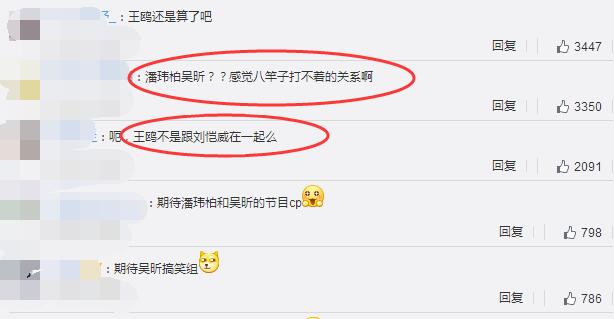 ：王鸥还是算了吧
回复 3447
：潘玮柏吴昕？？感觉八竿子打不着的关系啊
回复 3350
：呃，王鸥不是跟刘恺威在一起么
回复 2091
：期待潘玮柏和吴昕的节目cp
回复 798
：期待吴昕搞笑组
回复 786